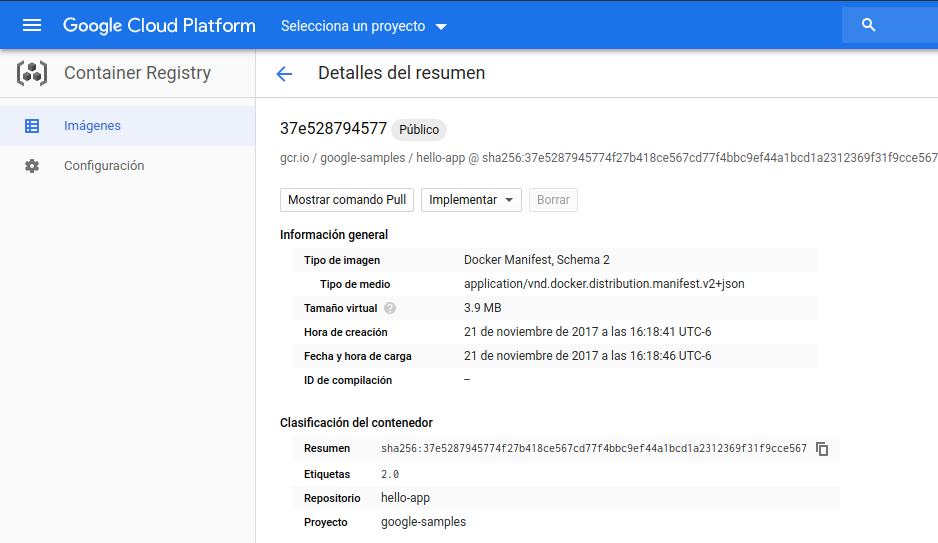 Google Cloud Platform Selecciona un proyecto
Container Registry
Detalles del resumen
Imágenes
Configuración
37e528794577 Público
gcr.io / google-samples / hello-app @ sha256:37e5287945774f27b418ce567cd77f4bbc9ef44a1bcd1a2312369f31f9cce567
Mostrar comando Pull Implementar Borrar
Información general
Tipo de imagen Docker Manifest, Schema 2
Tipo de medio application/vnd.docker.distribution.manifest.v2+json
Tamaño virtual ? 3.9 MB
Hora de creación 21 de noviembre de 2017 a las 16:18:41 UTC-6
Fecha y hora de carga 21 de noviembre de 2017 a las 16:18:46 UTC-6
ID de compilación –
Clasificación del contenedor
Resumen sha256:37e5287945774f27b418ce567cd77f4bbc9ef44a1bcd1a2312369f31f9cce567
Etiquetas 2.0
Repositorio hello-app
Proyecto google-samples